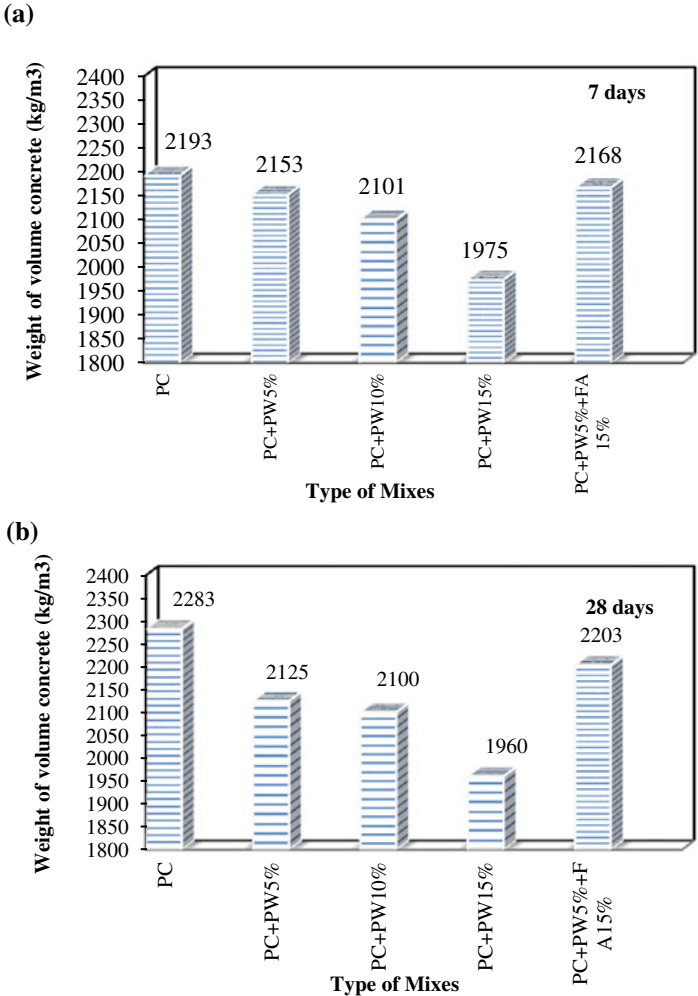 (a)
Weight of volume concrete (kg/m3)
2400
2350
2300
2250
2200
2150
2100
2050
2000
1950
1900
1850
1800
7 days
2193
2153
2101
1975
2168
PC
PC+PW5%
PC+PW10%
PC+PW15%
PC+PW5%+FA
15%
Type of Mixes
(b)
Weight of volume concrete (kg/m3)
2400
2350
2300
2250
2200
2150
2100
2050
2000
1950
1900
1850
1800
28 days
2283
2125
2100
1960
2203
PC
PC+PW5%
PC+PW10%
PC+PW15%
PC+PW5%+F
A15%
Type of Mixes